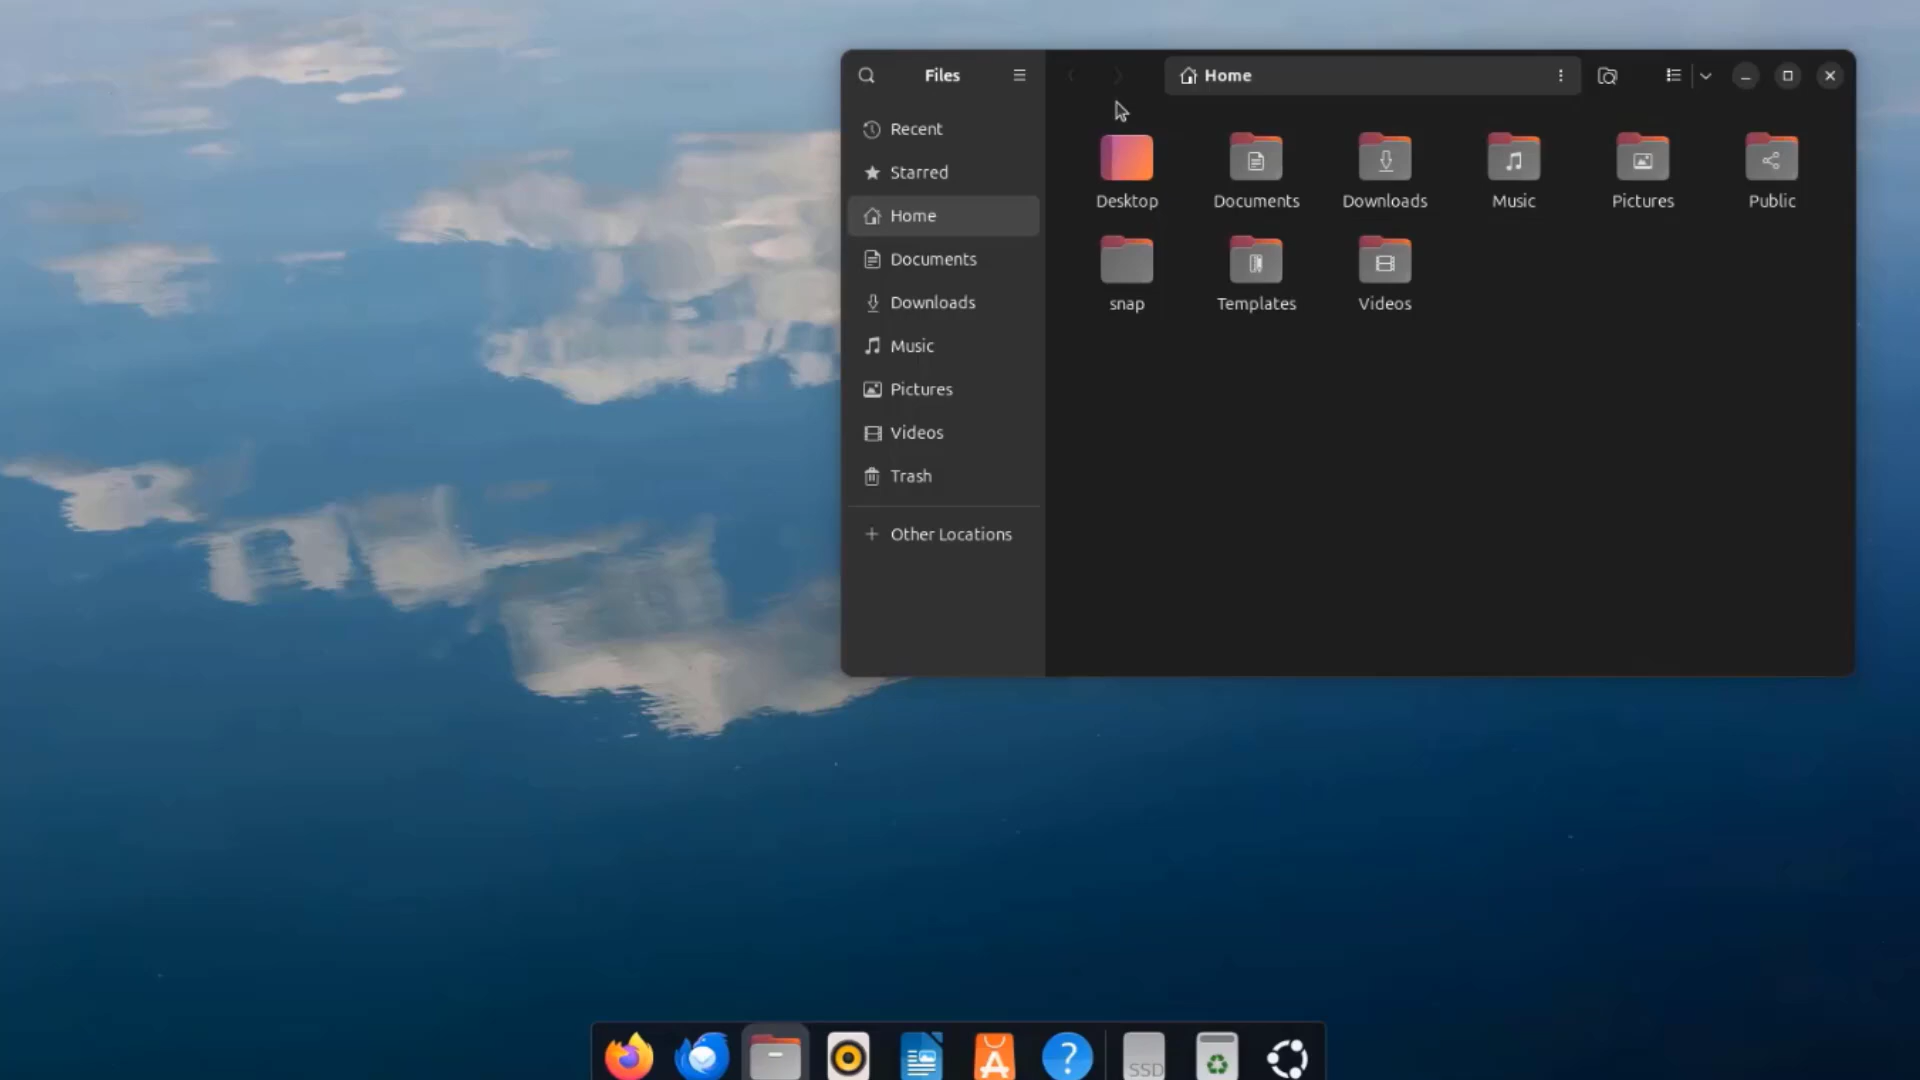 Files
Home
Recent
Starred
Home
Documents
Downloads
Music
Pictures
Videos
Trash
Other Locations
Desktop
Documents
Downloads
Music
Pictures
Public
snap
Templates
Videos
SSD